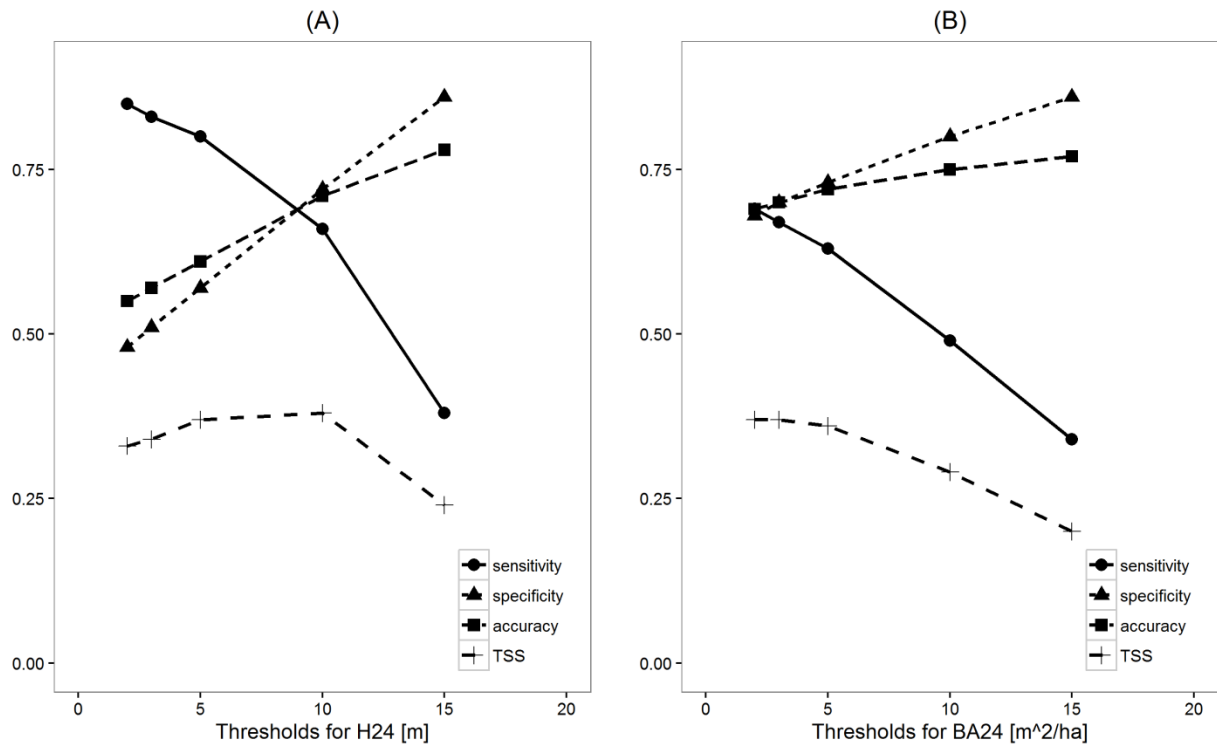 (A)
0.75
0.50
0.25
0.00
sensitivity
specificity
accuracy
TSS
0 5 10 15 20
Thresholds for H24 [m]
(B)
0.75
0.50
0.25
0.00
sensitivity
specificity
accuracy
TSS
0 5 10 15 20
Thresholds for BA24 [m^2/ha]